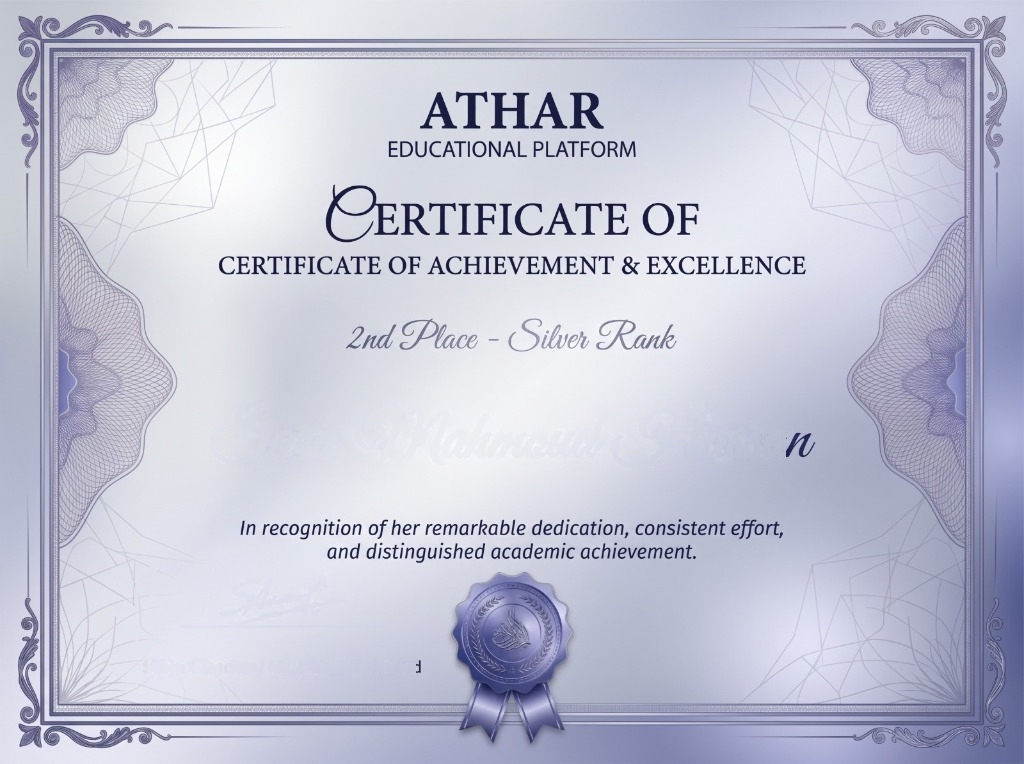 ATHAR
EDUCATIONAL PLATFORM
CERTIFICATE OF
CERTIFICATE OF ACHIEVEMENT & EXCELLENCE
2nd Place - Silver Rank
Mahmoud
In recognition of her remarkable dedication, consistent effort,
and distinguished academic achievement.